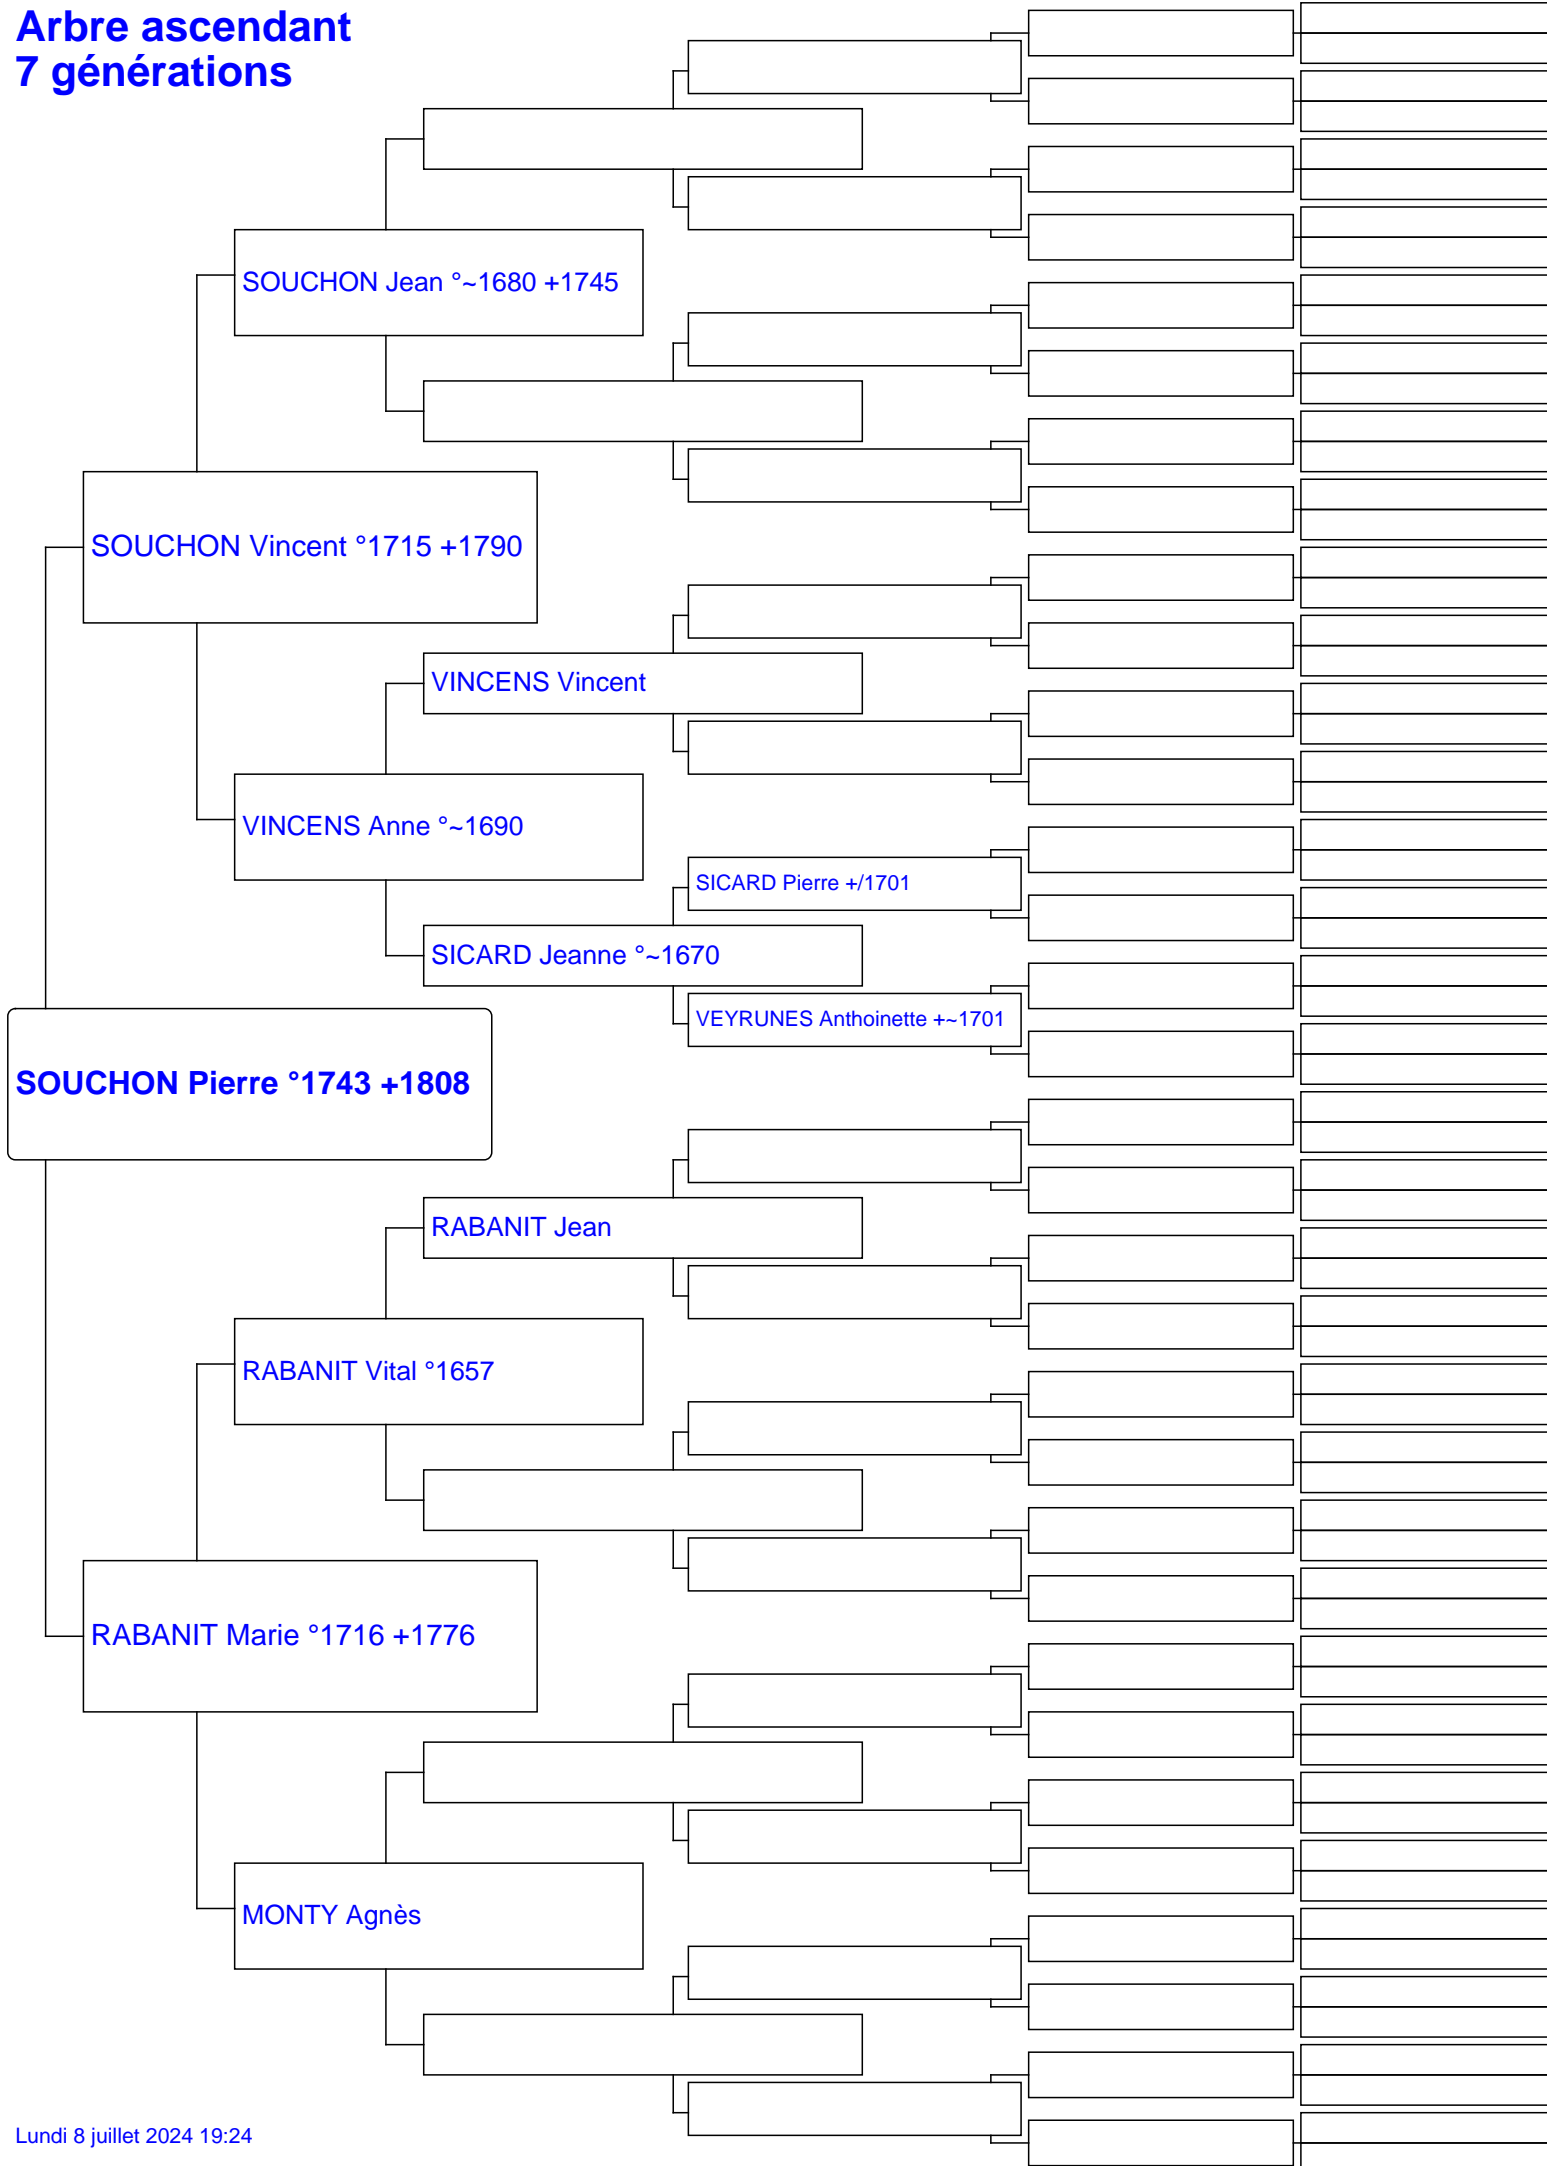 Arbre ascendant
7 générations
SOUCHON Jean °~1680 +1745
SOUCHON Vincent °1715 +1790
VINCENS Vincent
VINCENS Anne °~1690
SICARD Pierre +/1701
SICARD Jeanne °~1670
VEYRUNES Anthoinette +~1701
SOUCHON Pierre °1743 +1808
RABANIT Jean
RABANIT Vital °1657
RABANIT Marie °1716 +1776
MONTY Agnès
Lundi 8 juillet 2024 19:24